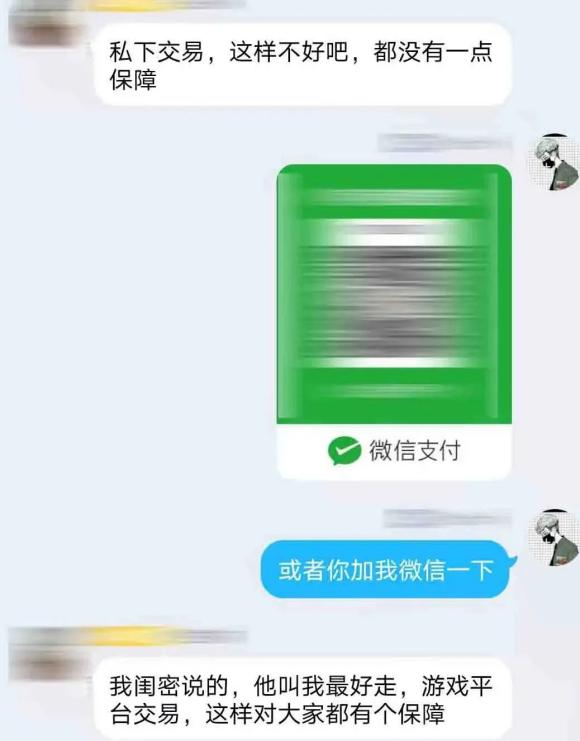 私下交易，这样不好吧，都没有一点
保障
微信支付
或者你加我微信一下
我闺密说的，他叫我最好走，游戏平
台交易，这样对大家都有个保障